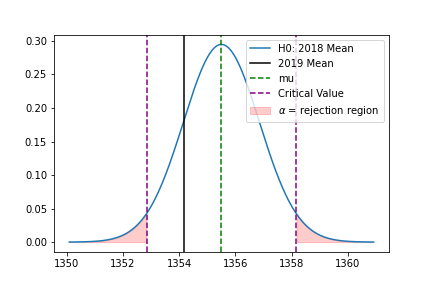 0.30
0.25
0.20
0.15
0.10
0.05
0.00
1350 1352 1354 1356 1358 1360
H0: 2018 Mean
2019 Mean
mu
Critical Value
α = rejection region